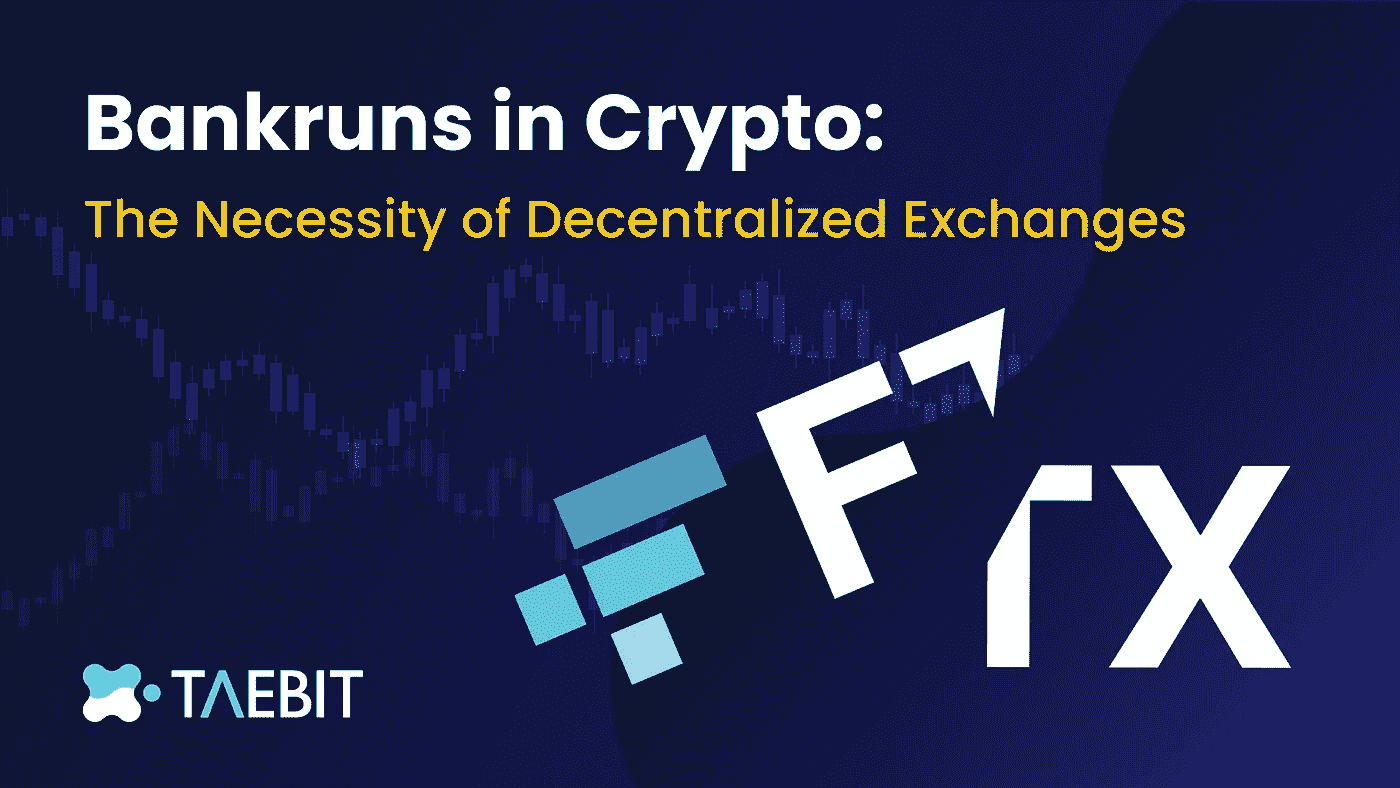 Bankruns in Crypto:
The Necessity of Decentralized Exchanges
FTX
TAEBIT